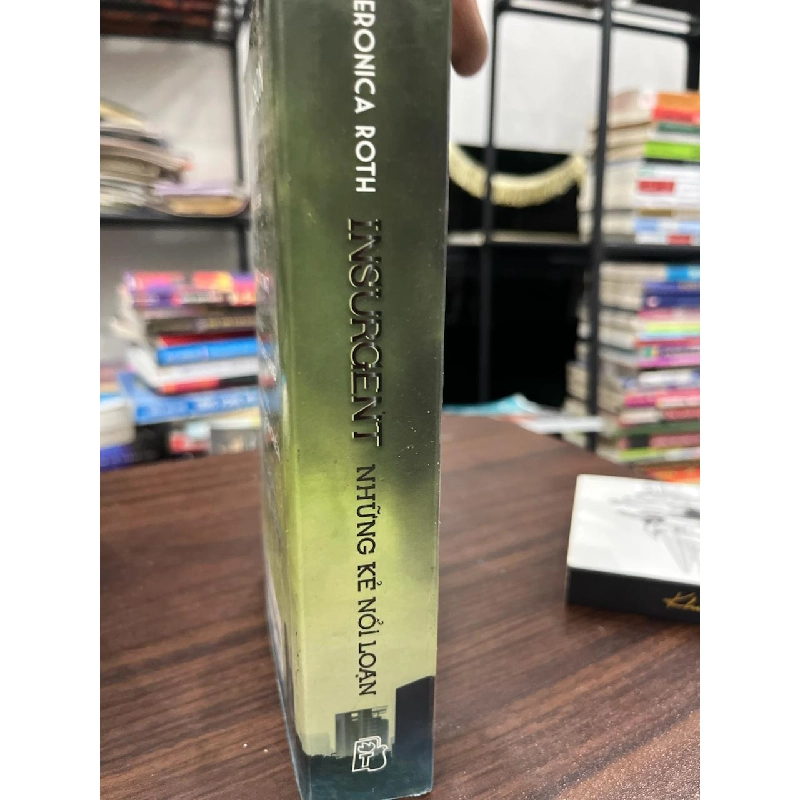 ERONICA ROTH
INSURGENT
NHỮNG KẺ NỔI LOẠN